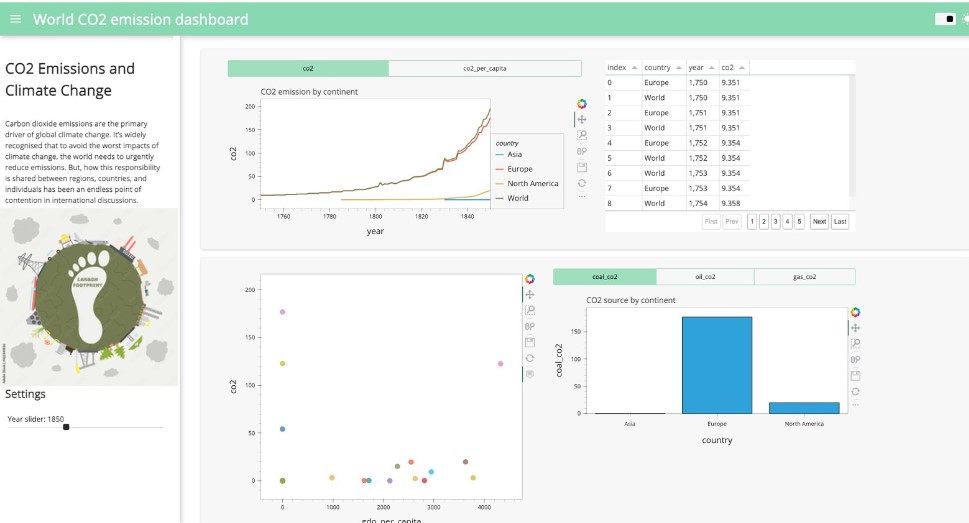 World CO2 emission dashboard
CO2 Emissions and
Climate Change
Carbon dioxide emissions are the primary
driver of global climate change. It's widely
recognised that to avoid the worst impacts of
climate change, the world needs to urgently
reduce emissions. But, how this responsibility
is shared between regions, countries, and
individuals has been an endless point of
contention in international discussions.
CARBON
FOOTPRINT
Settings
Year slider: 1850
co2 co2_per_capita
CO2 emission by continent
200
150
100
50
0
co2
1760 1780 1800 1820 1840
year
country
Asia
Europe
North America
World
index country year co2
0 Europe 1,750 9.351
1 World 1,750 9.351
2 Europe 1,751 9.351
3 World 1,751 9.351
4 Europe 1,752 9.354
5 World 1,752 9.354
6 World 1,753 9.354
7 Europe 1,753 9.354
8 World 1,754 9.358
First Prev 1 2 3 4 5 Next Last
200
150
100
50
0
co2
0 1000 2000 3000 4000
gdp_per_capita
coal_co2 oil_co2 gas_co2
CO2 source by continent
150
100
50
0
coal_co2
Asia Europe North America
country